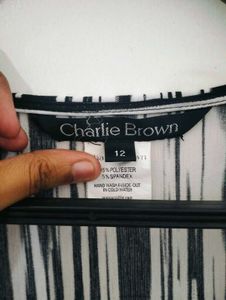 Charlie Brown
12
95% POLYESTER
5% SPANDEX
HAND WASH INSIDE-OUT
IN COLD WATER